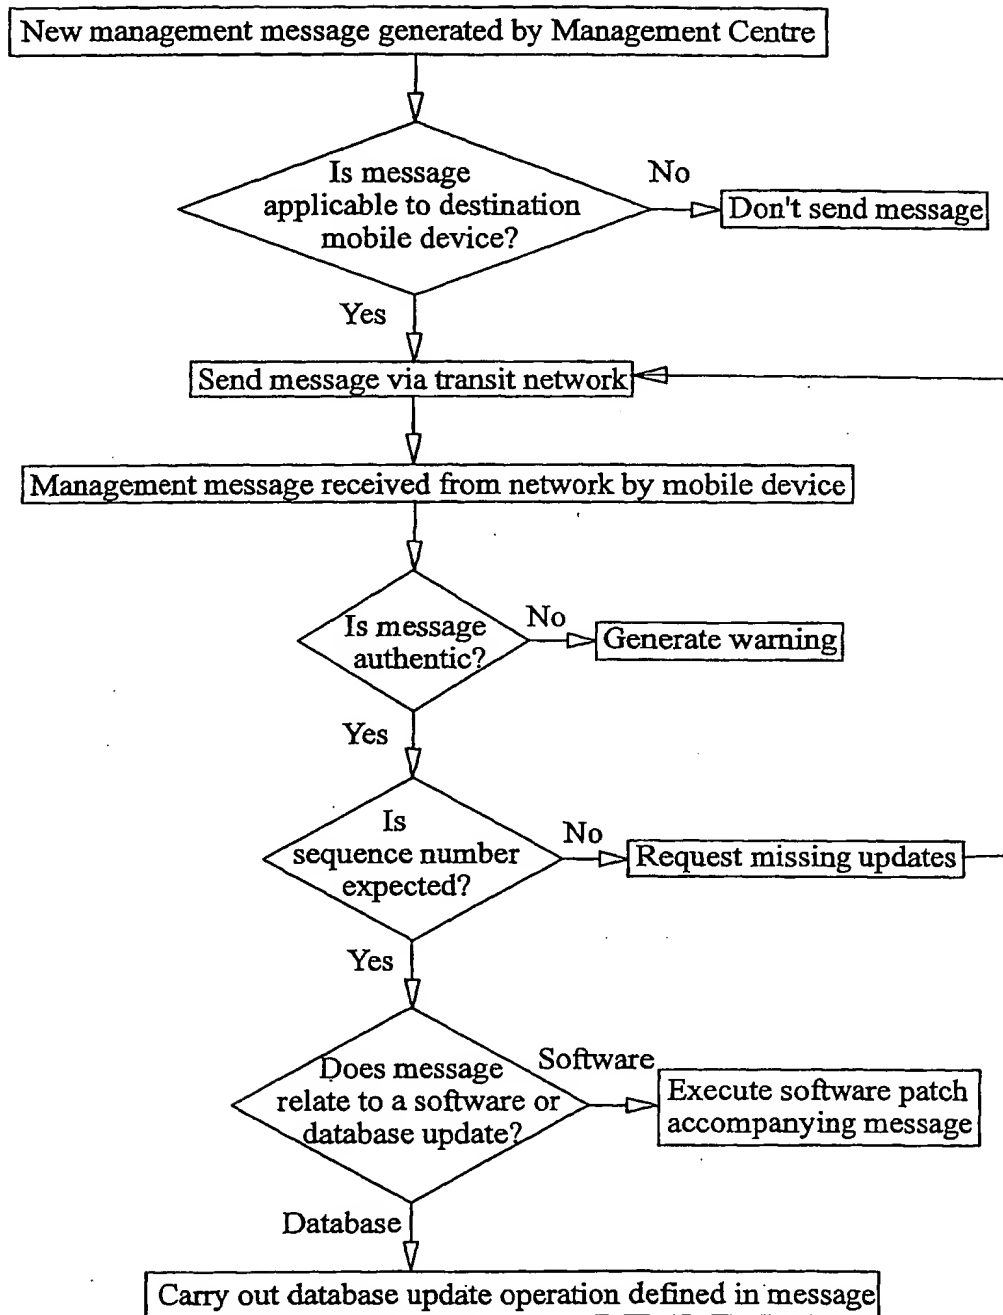 New management message generated by Management Centre
Is message
applicable to destination
mobile device?
No
Don't send message
Yes
Send message via transit network
Management message received from network by mobile device
Is message
authentic?
No
Generate warning
Yes
Is
sequence number
expected?
No
Request missing updates
Yes
Does message
relate to a software or
database update?
Software
Execute software patch
accompanying message
Database
Carry out database update operation defined in message